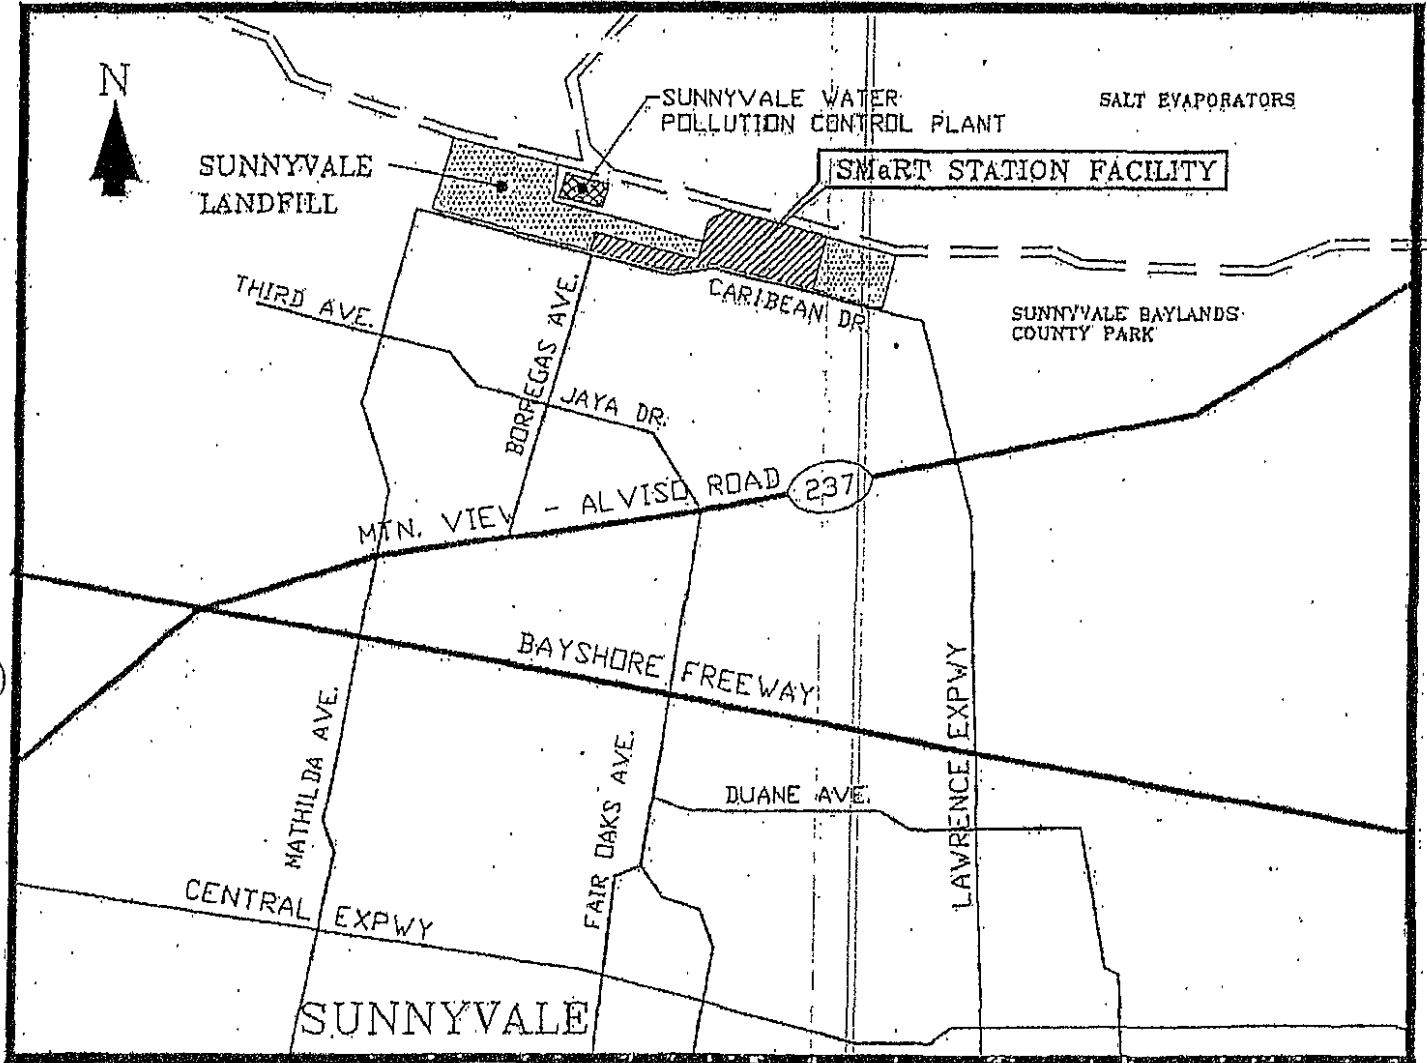 N
SUNNYVALE WATER
POLLUTION CONTROL PLANT
SALT EVAPORATORS
SUNNYVALE
LANDFILL
SMaRT STATION FACILITY
THIRD AVE.
BORREGAS AVE.
CARIBEAN DR.
SUNNYVALE BAYLANDS
COUNTY PARK
JAVA DR.
MTN. VIEW - ALVISO ROAD
237
BAYSHORE FREEWAY
MATHILDA AVE.
FAIR OAKS AVE.
DUANE AVE.
LAWRENCE EXPWY
CENTRAL EXPWY
SUNNYVALE